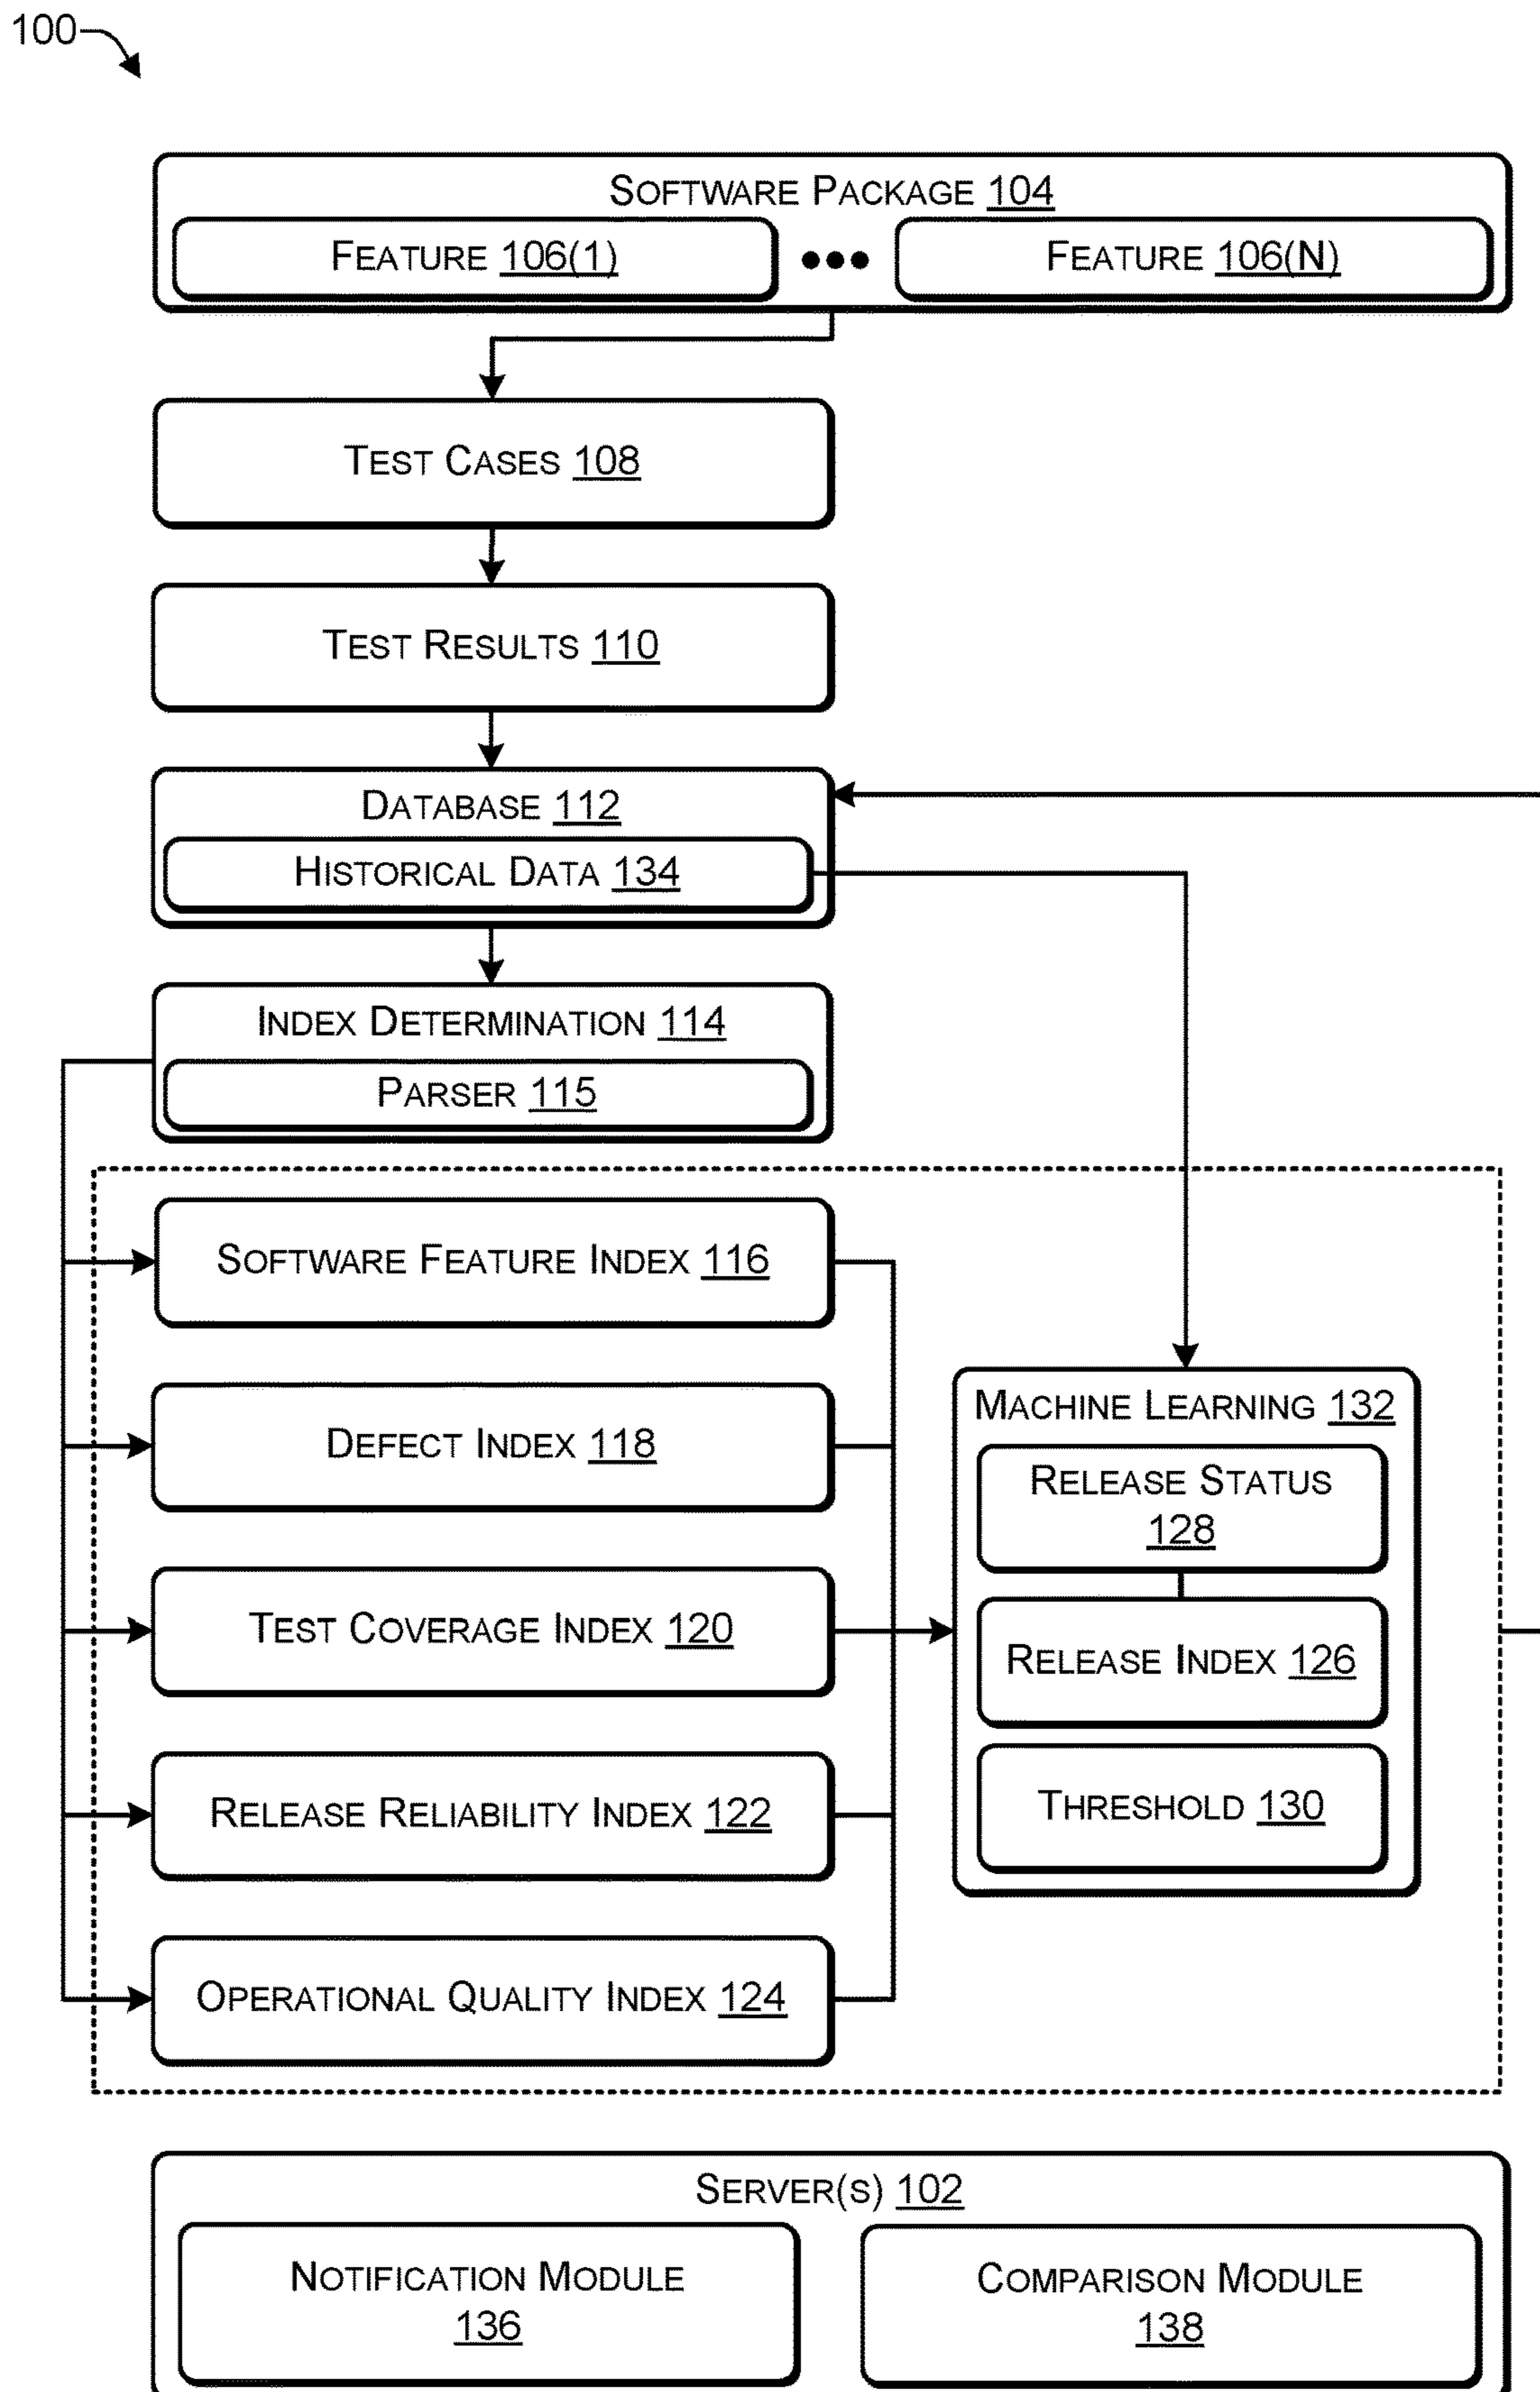 100
SOFTWARE PACKAGE 104
FEATURE 106(1)
•••
FEATURE 106(N)
TEST CASES 108
TEST RESULTS 110
DATABASE 112
HISTORICAL DATA 134
INDEX DETERMINATION 114
PARSER 115
SOFTWARE FEATURE INDEX 116
DEFECT INDEX 118
TEST COVERAGE INDEX 120
RELEASE RELIABILITY INDEX 122
OPERATIONAL QUALITY INDEX 124
MACHINE LEARNING 132
RELEASE STATUS
128
RELEASE INDEX 126
THRESHOLD 130
SERVER(S) 102
NOTIFICATION MODULE
136
COMPARISON MODULE
138